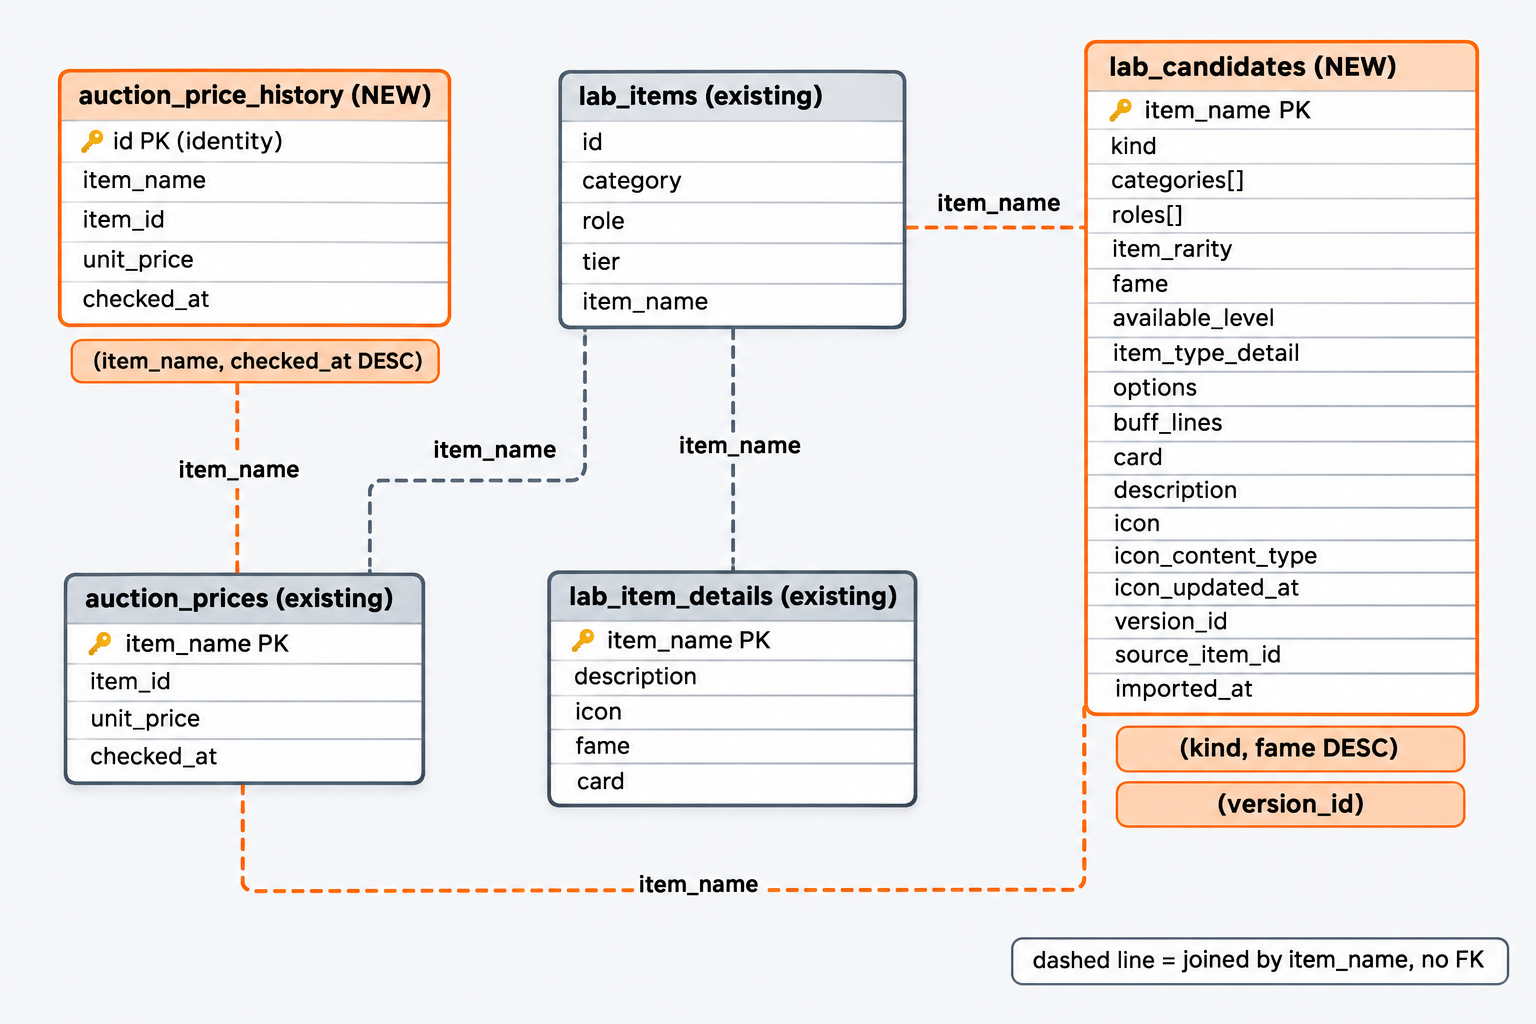 auction_price_history (NEW)
id PK (identity)
item_name
item_id
unit_price
checked_at
(item_name, checked_at DESC)
item_name
lab_items (existing)
id
category
role
tier
item_name
item_name
item_name
item_name
lab_candidates (NEW)
item_name PK
kind
categories[]
roles[]
item_rarity
fame
available_level
item_type_detail
options
buff_lines
card
description
icon
icon_content_type
icon_updated_at
version_id
source_item_id
imported_at
(kind, fame DESC)
(version_id)
auction_prices (existing)
item_name PK
item_id
unit_price
checked_at
lab_item_details (existing)
item_name PK
description
icon
fame
card
item_name
dashed line = joined by item_name, no FK